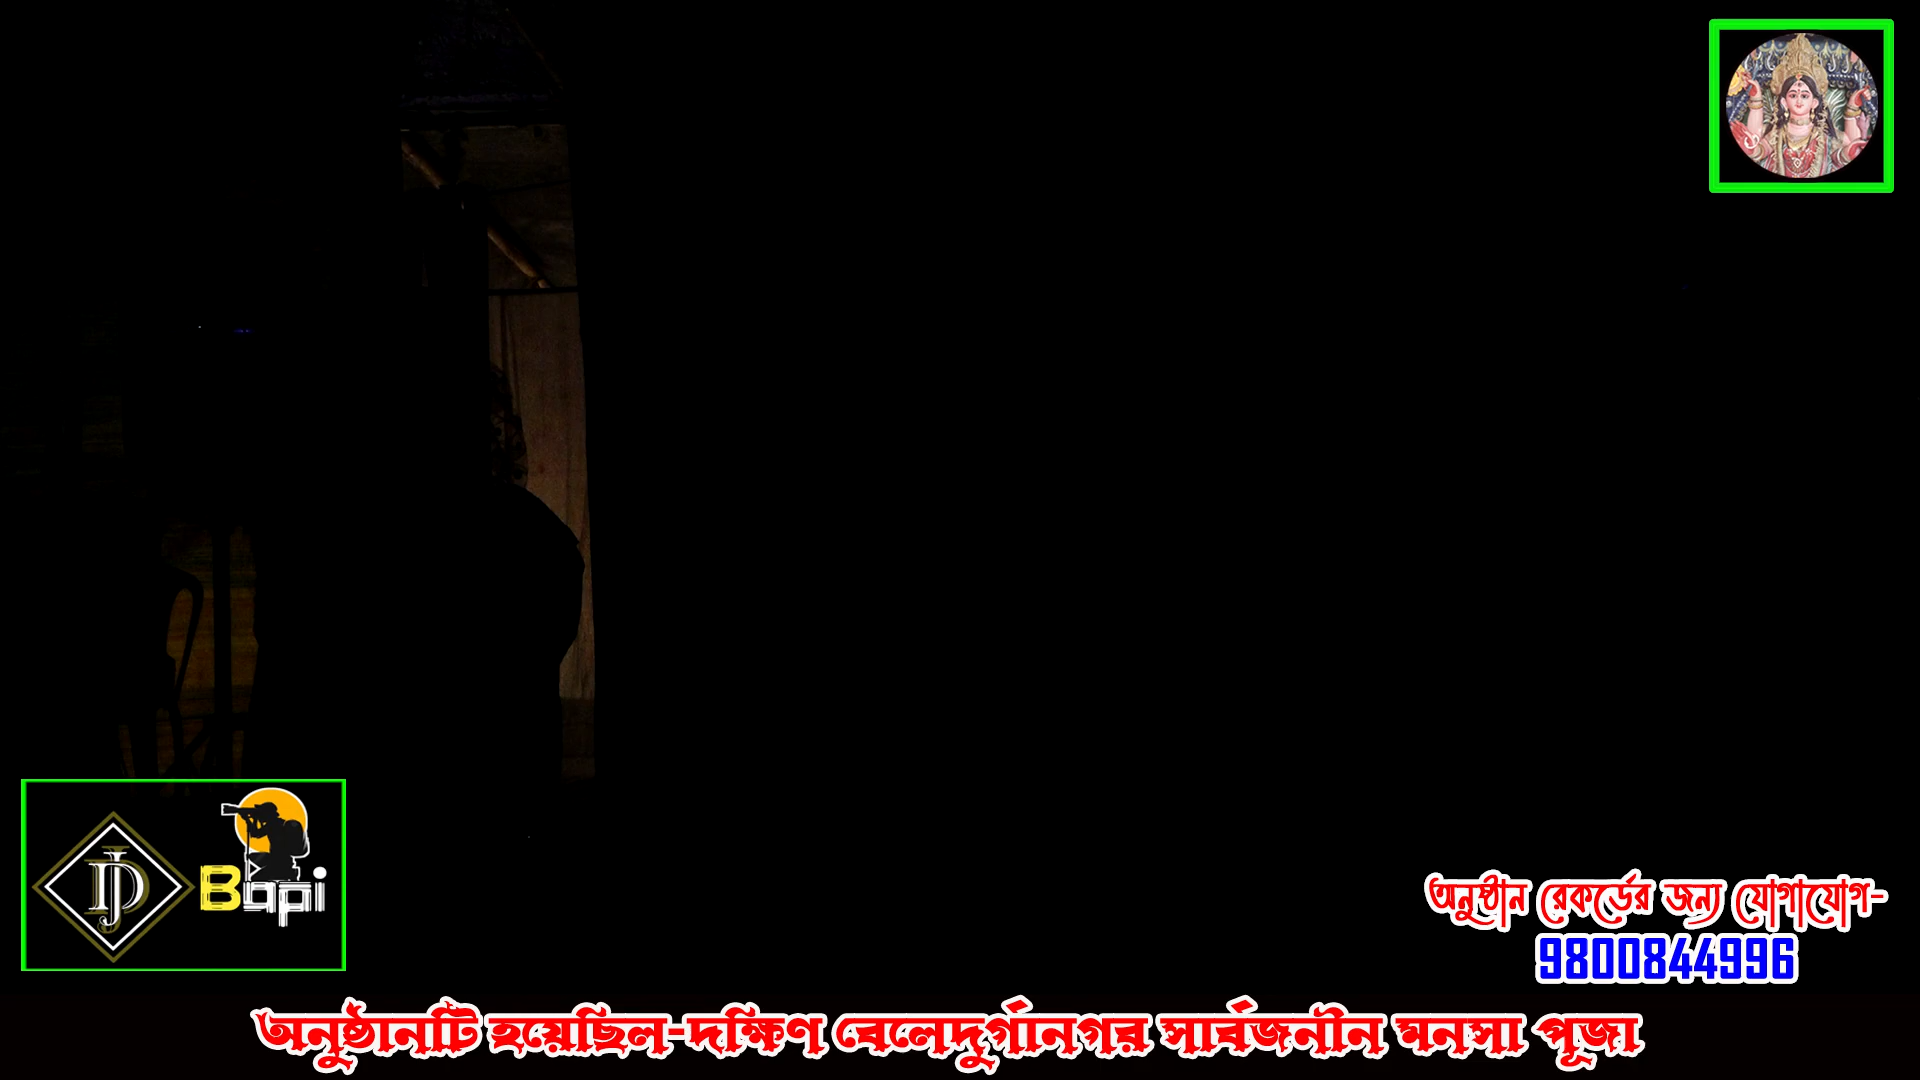 DJ Bapi
অনুষ্ঠান রেকর্ডের জন্য যোগাযোগ-
9800844996
অনুষ্ঠানটি হয়েছিল-দক্ষিণ বেলেদুর্গানগর সার্বজনীন মনসা পূজা